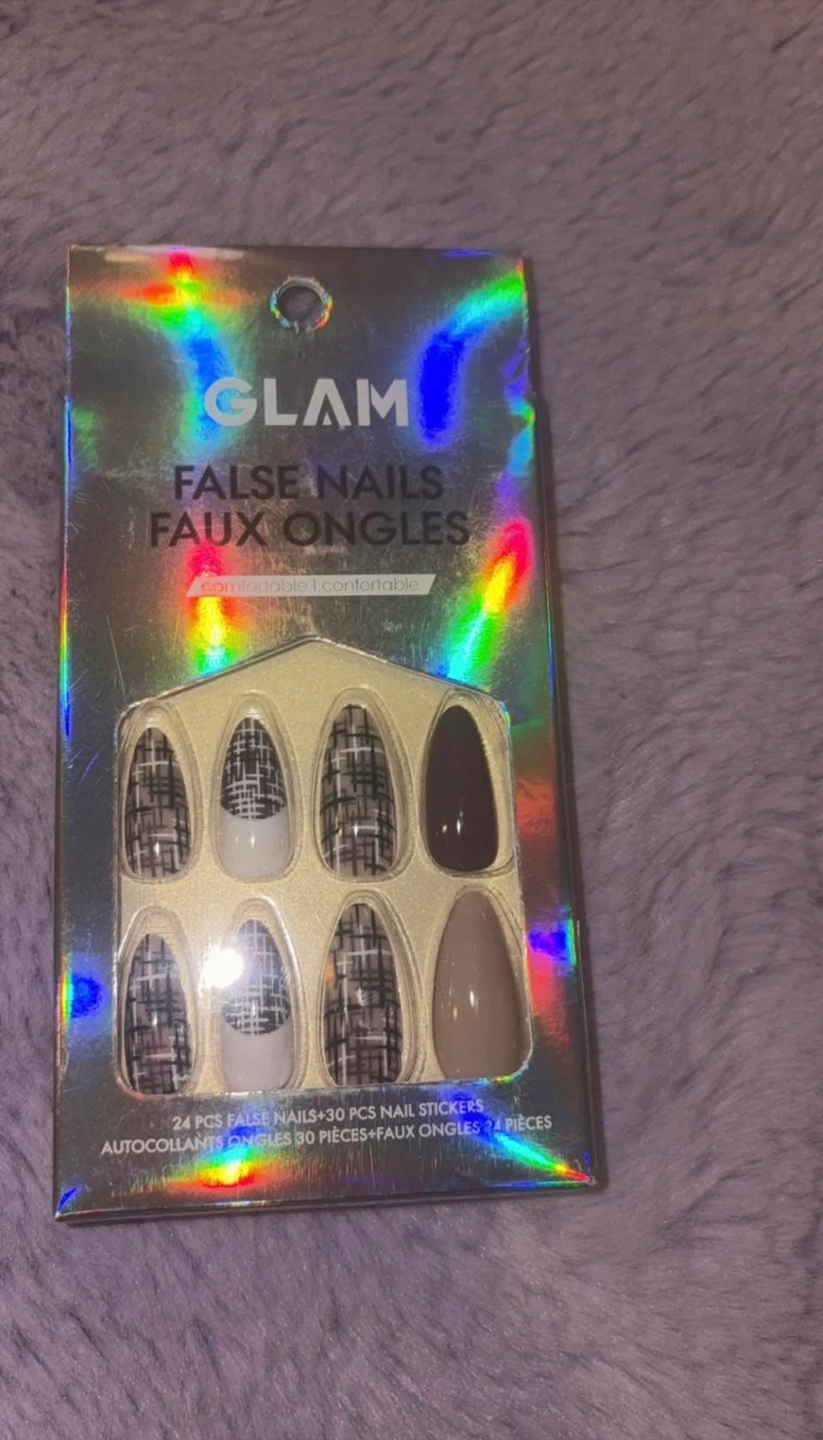 GLAM
FALSE NAILS
FAUX ONGLES
comfortable | confortable
24 PCS FALSE NAILS+30 PCS NAIL STICKERS
AUTOCOLLANTS ONGLES 30 PIÈCES+FAUX ONGLES 24 PIÈCES